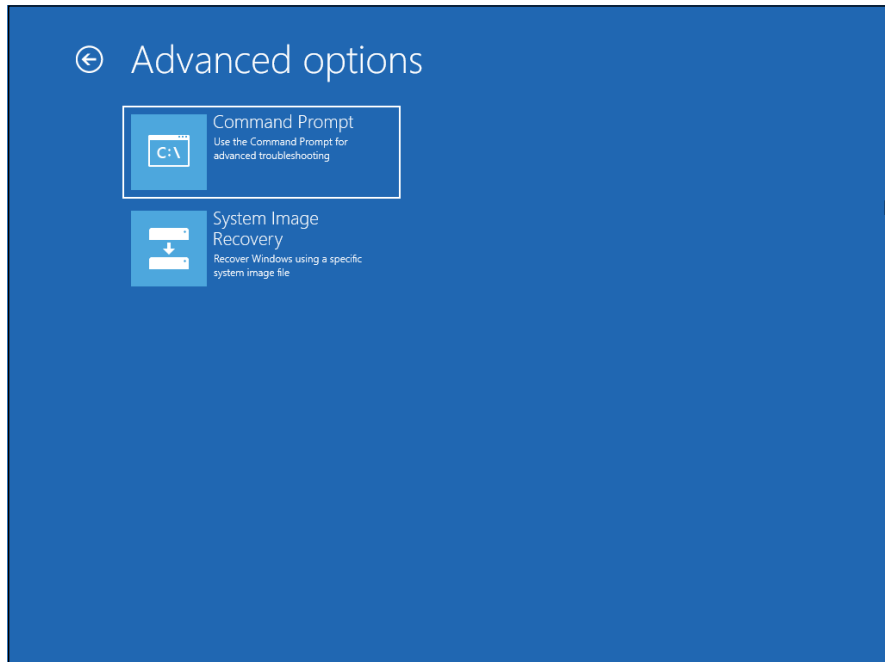 Advanced options
Command Prompt
Use the Command Prompt for
advanced troubleshooting
C:\
System Image
Recovery
Recover Windows using a specific
system image file